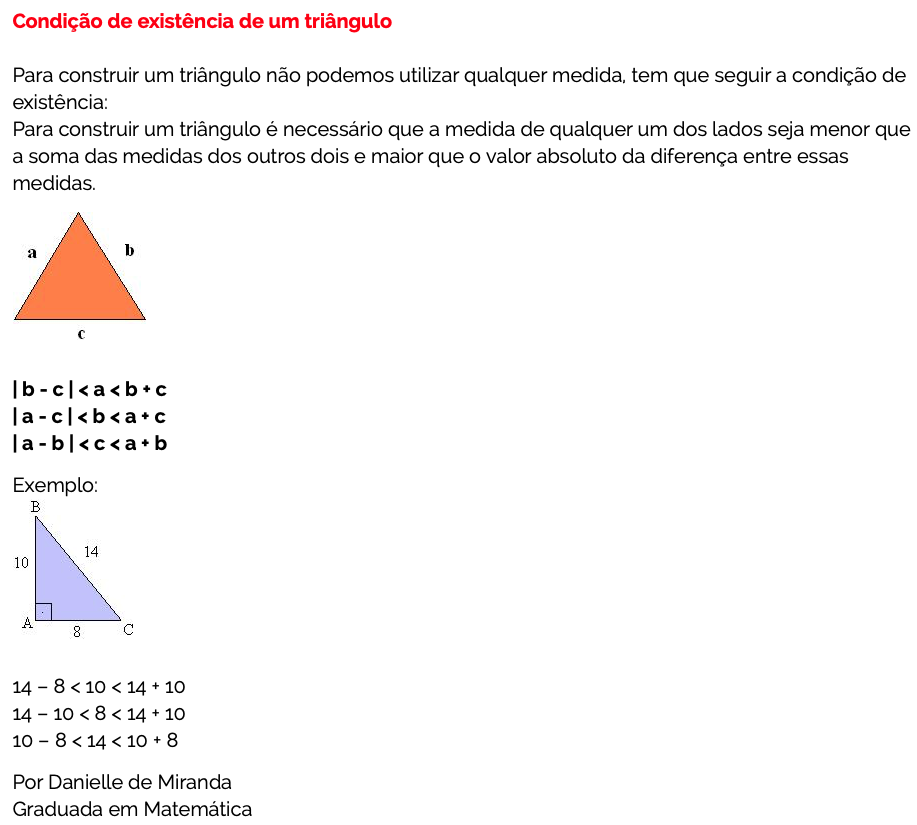 Condição de existência de um triângulo
Para construir um triângulo não podemos utilizar qualquer medida, tem que seguir a condição de
existência:
Para construir um triângulo é necessário que a medida de qualquer um dos lados seja menor que
a soma das medidas dos outros dois e maior que o valor absoluto da diferença entre essas
medidas.
a
b
c
| b - c | < a < b + c
| a - c | < b < a + c
| a - b | < c < a + b
Exemplo:
B
10
14
A
8
C
14 – 8 < 10 < 14 + 10
14 – 10 < 8 < 14 + 10
10 – 8 < 14 < 10 + 8
Por Danielle de Miranda
Graduada em Matemática